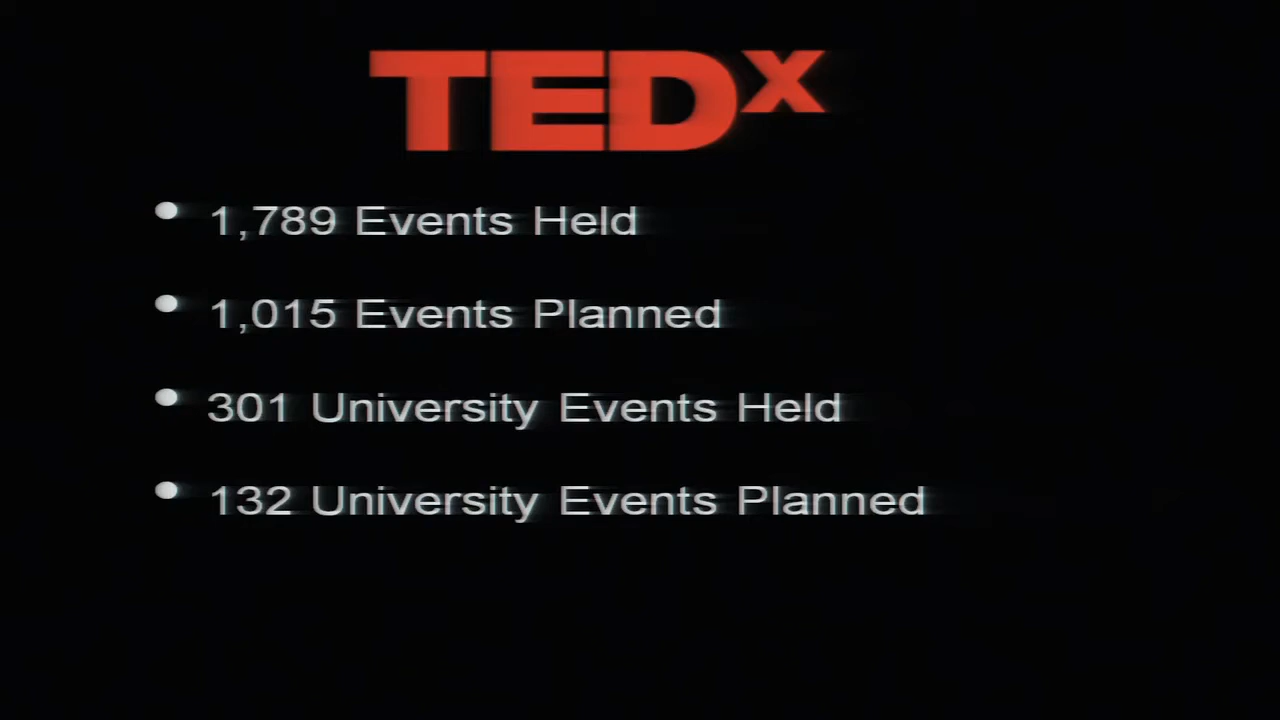 TEDx
• 1,789 Events Held
• 1,015 Events Planned
• 301 University Events Held
• 132 University Events Planned